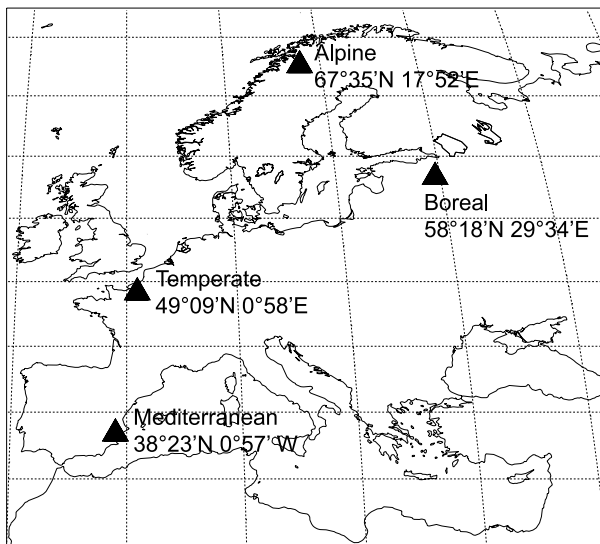 Alpine
67°35'N 17°52'E
Boreal
58°18'N 29°34'E
Temperate
49°09'N 0°58'E
Mediterranean
38°23'N 0°57' W